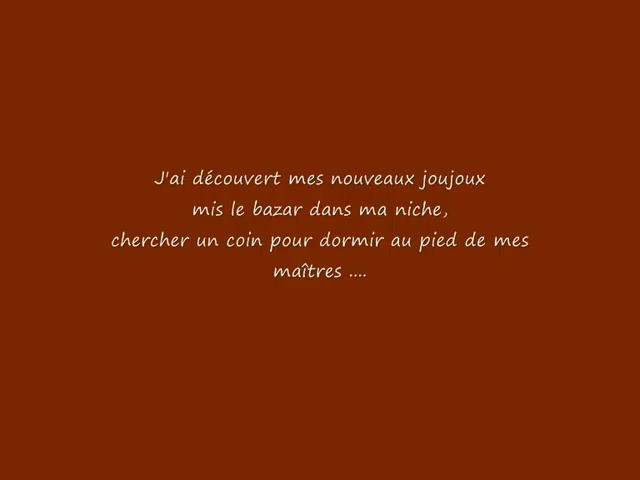 J'ai découvert mes nouveaux joujoux
mis le bazar dans ma niche,
chercher un coin pour dormir au pied de mes
maîtres ....